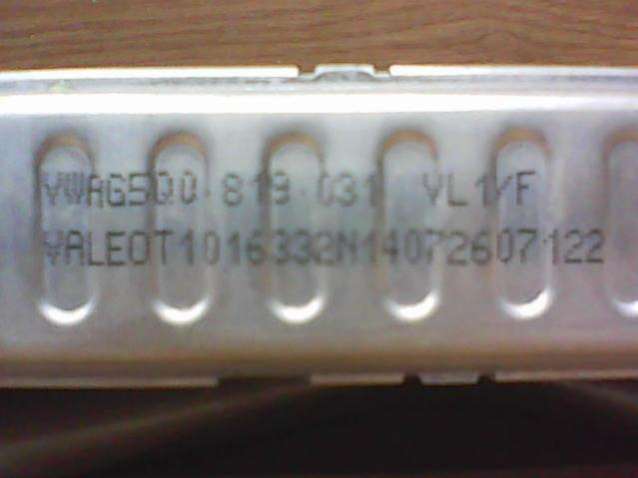 VWAG5Q0.819.031 VL1/F
VALEOT1016332N14072607122